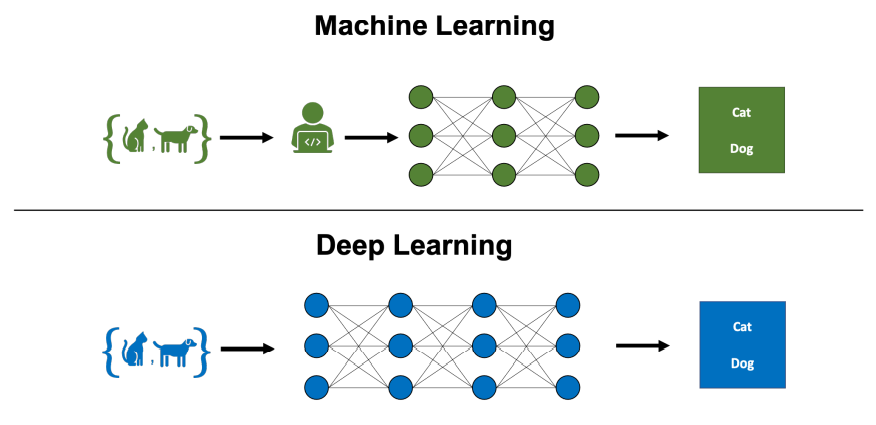 Machine Learning
{ , }
</>
Cat
Dog
Deep Learning
{ , }
Cat
Dog